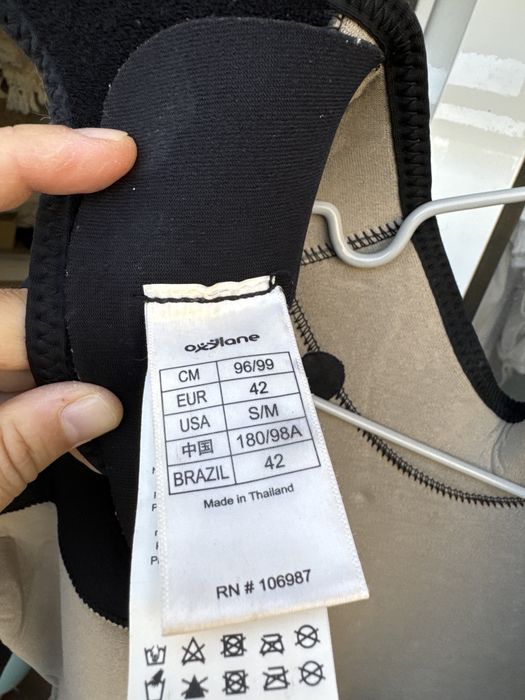 oxylane
CM 96/99
EUR 42
USA S/M
中国 180/98A
BRAZIL 42
Made in Thailand
RN # 106987